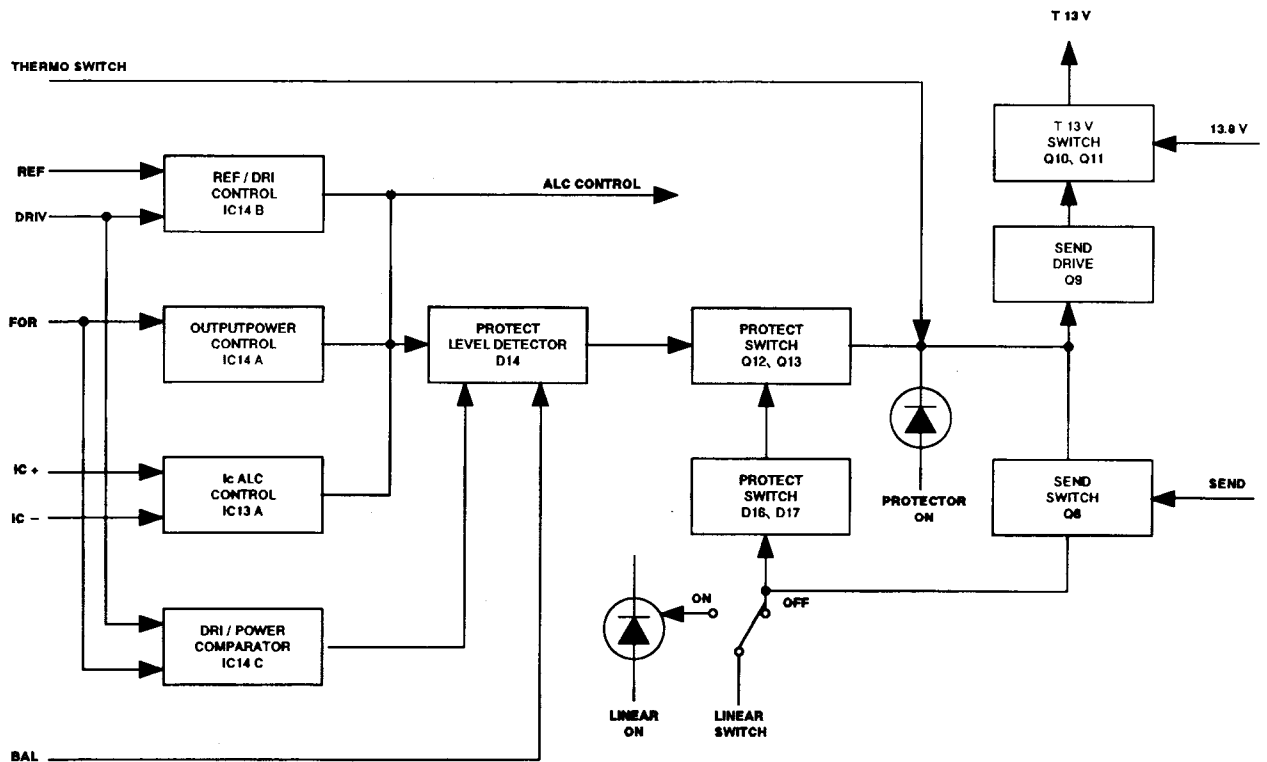 T 13 V
THERMO SWITCH
T 13 V
SWITCH
Q10、Q11
13.8 V
REF
DRIV
REF / DRI
CONTROL
IC14 B
ALC CONTROL
SEND
DRIVE
Q9
FOR
OUTPUTPOWER
CONTROL
IC14 A
PROTECT
LEVEL DETECTOR
D14
PROTECT
SWITCH
Q12、Q13
IC +
IC –
Ic ALC
CONTROL
IC13 A
PROTECT
SWITCH
D16、D17
PROTECTOR
ON
SEND
SWITCH
Q8
SEND
DRI / POWER
COMPARATOR
IC14 C
ON
OFF
LINEAR
ON
LINEAR
SWITCH
BAL